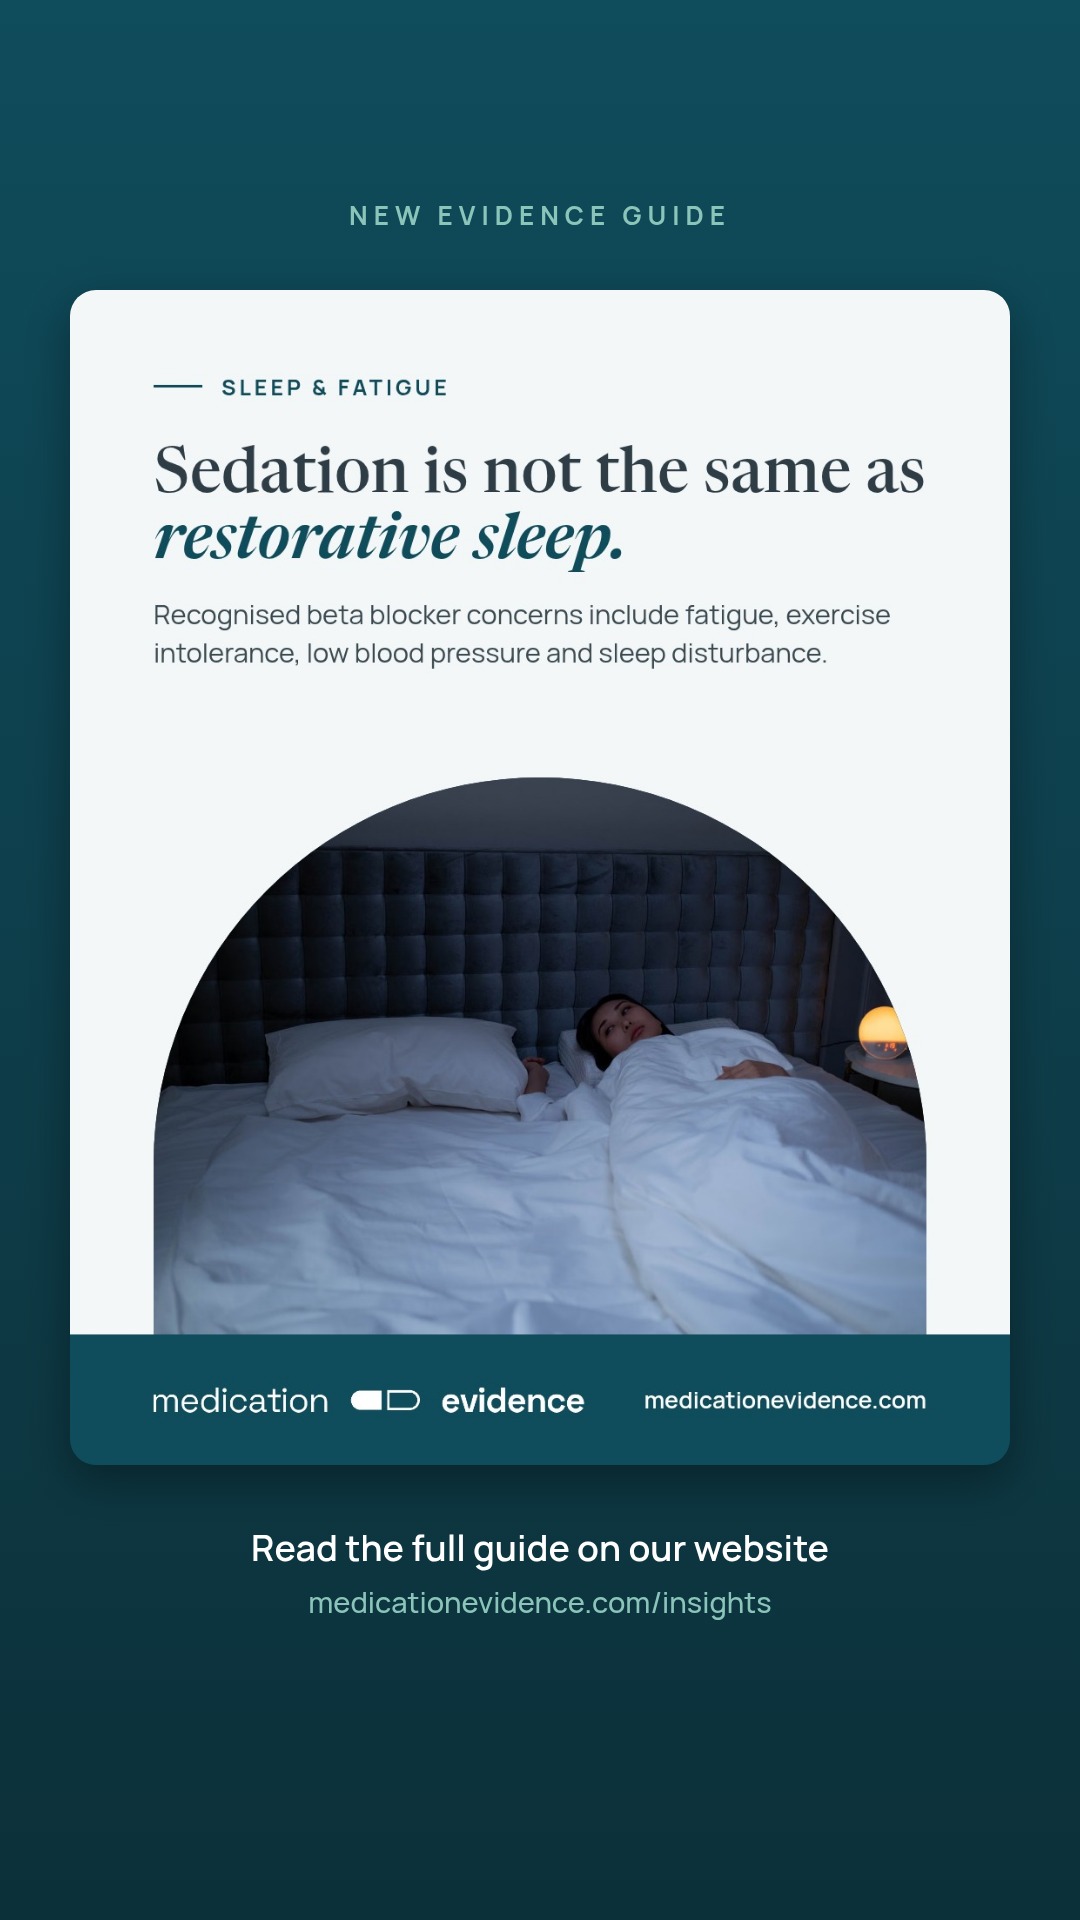 NEW EVIDENCE GUIDE
SLEEP & FATIGUE
Sedation is not the same as
restorative sleep.
Recognised beta blocker concerns include fatigue, exercise
intolerance, low blood pressure and sleep disturbance.
medication evidence medicationevidence.com
Read the full guide on our website
medicationevidence.com/insights